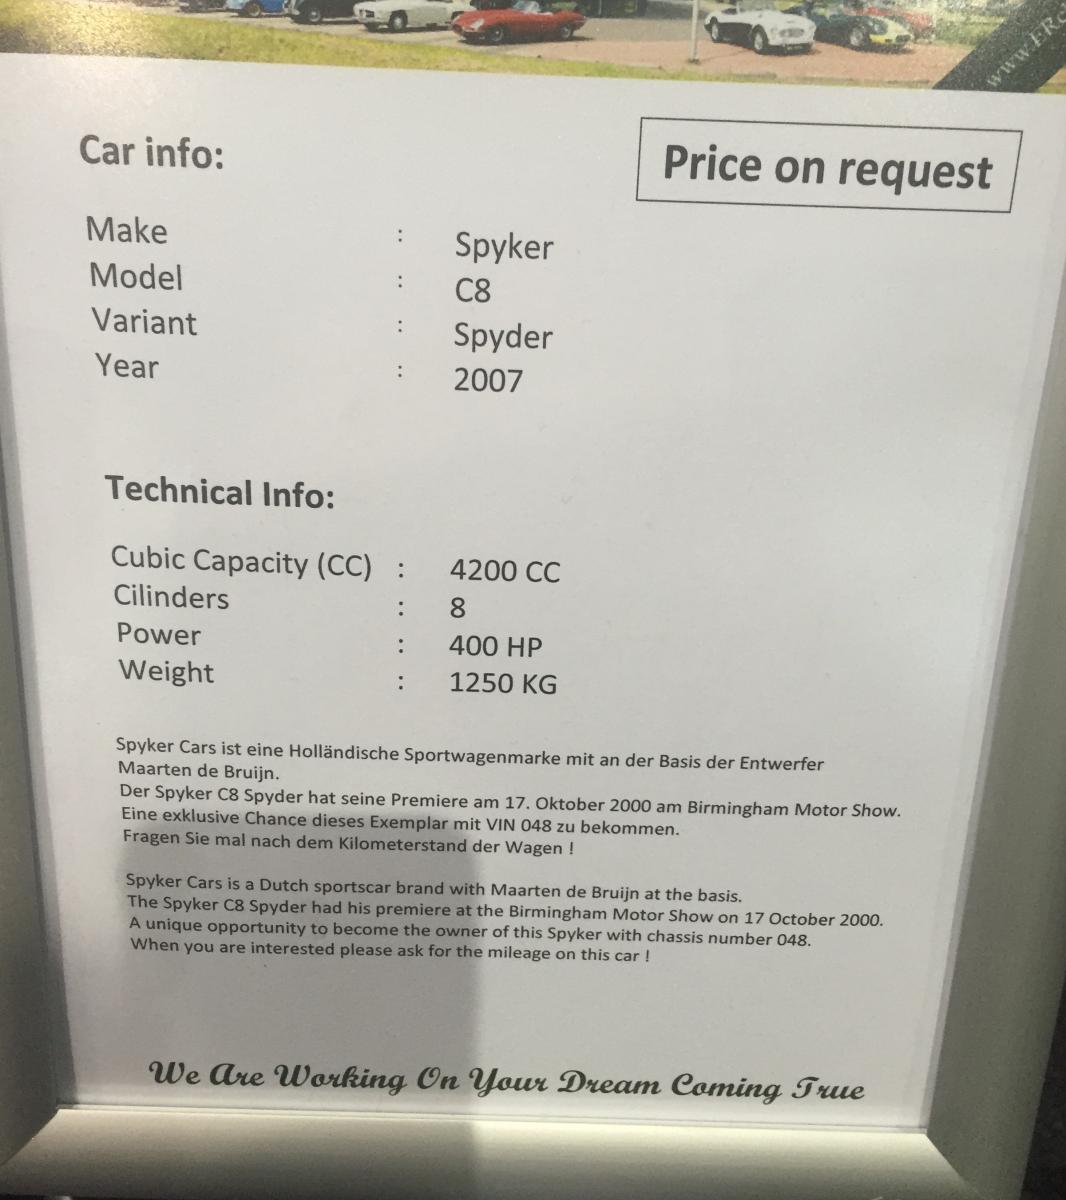 www.ERc
Car info:
Price on request
Make : Spyker
Model : C8
Variant : Spyder
Year : 2007
Technical Info:
Cubic Capacity (CC) : 4200 CC
Cilinders : 8
Power : 400 HP
Weight : 1250 KG
Spyker Cars ist eine Holländische Sportwagenmarke mit an der Basis der Entwerfer
Maarten de Bruijn.
Der Spyker C8 Spyder hat seine Premiere am 17. Oktober 2000 am Birmingham Motor Show.
Eine exklusive Chance dieses Exemplar mit VIN 048 zu bekommen.
Fragen Sie mal nach dem Kilometerstand der Wagen !
Spyker Cars is a Dutch sportscar brand with Maarten de Bruijn at the basis.
The Spyker C8 Spyder had his premiere at the Birmingham Motor Show on 17 October 2000.
A unique opportunity to become the owner of this Spyker with chassis number 048.
When you are interested please ask for the mileage on this car !
We Are Working On Your Dream Coming True